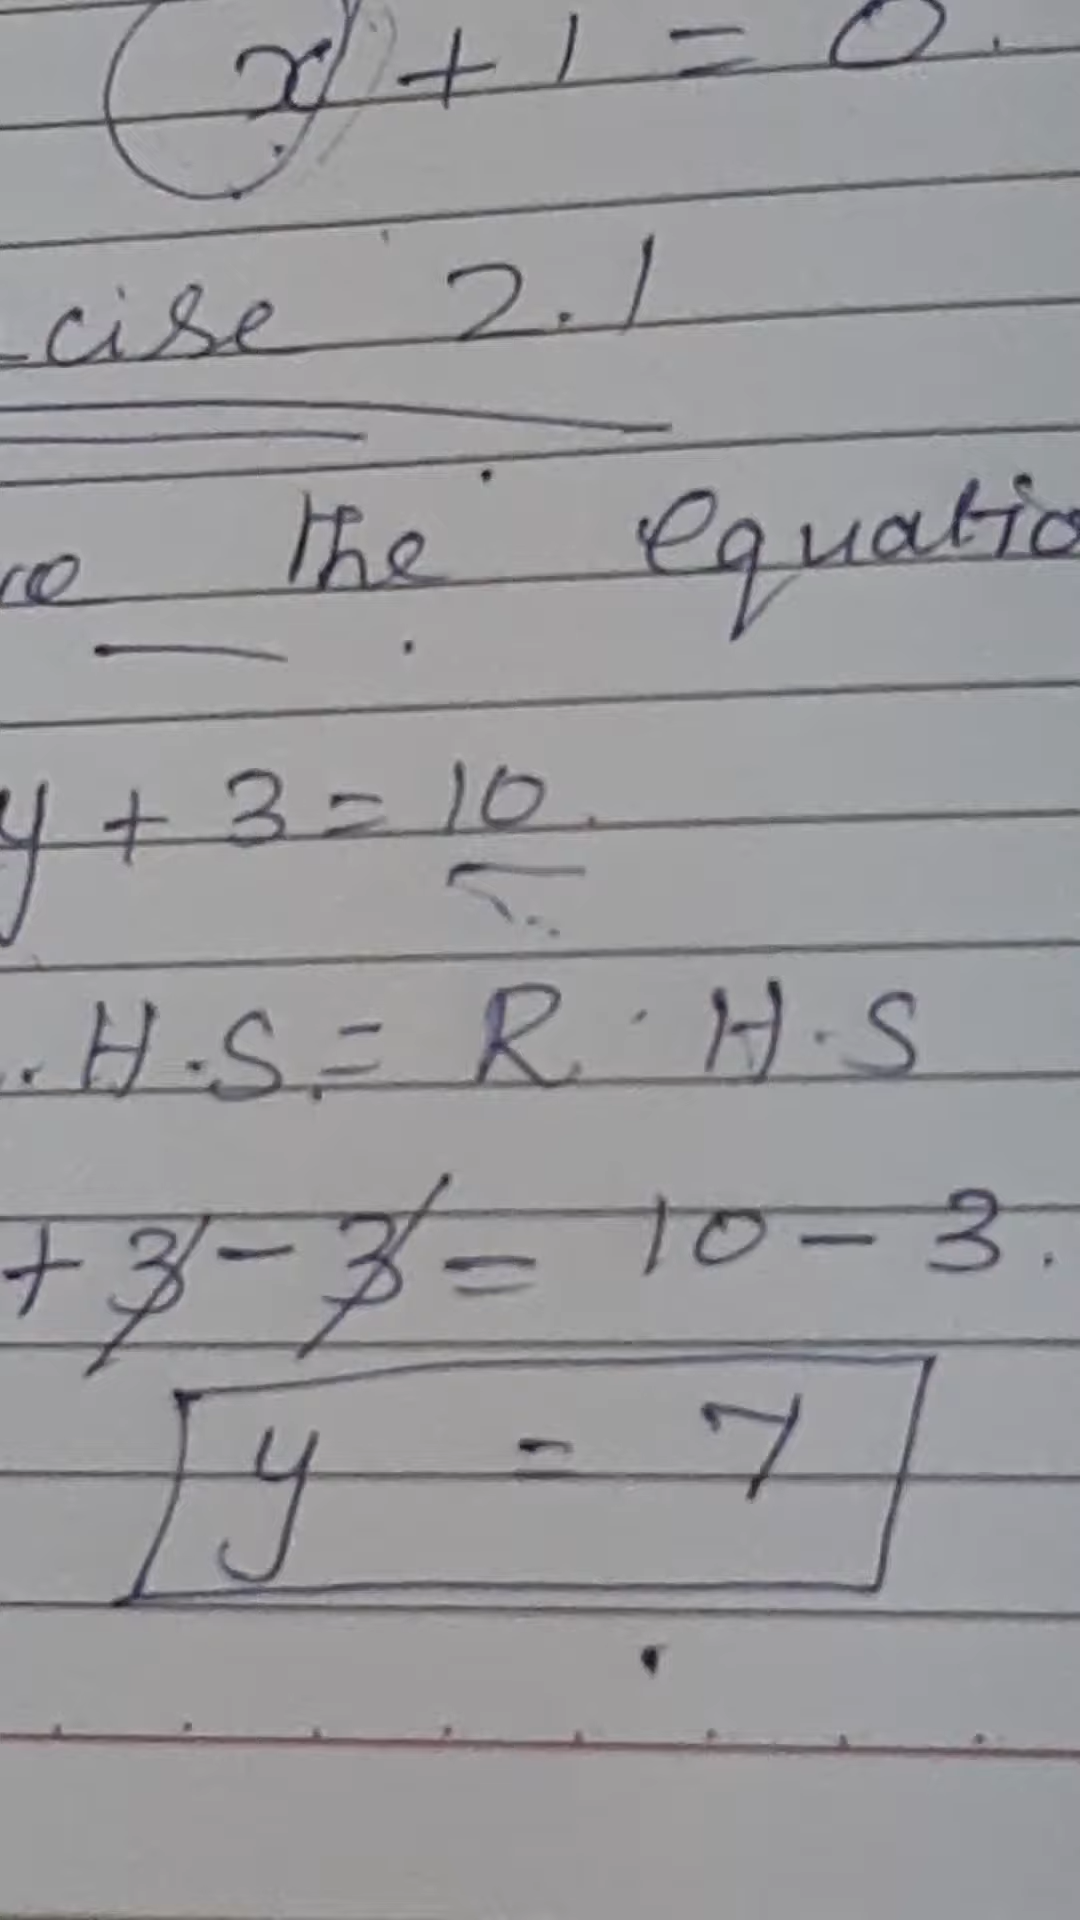 x + 1 = 0.
cise 2.1
the equatio
y + 3 = 10.
. H.S. = R. H.S
+ 3 - 3 = 10 - 3.
y = 7